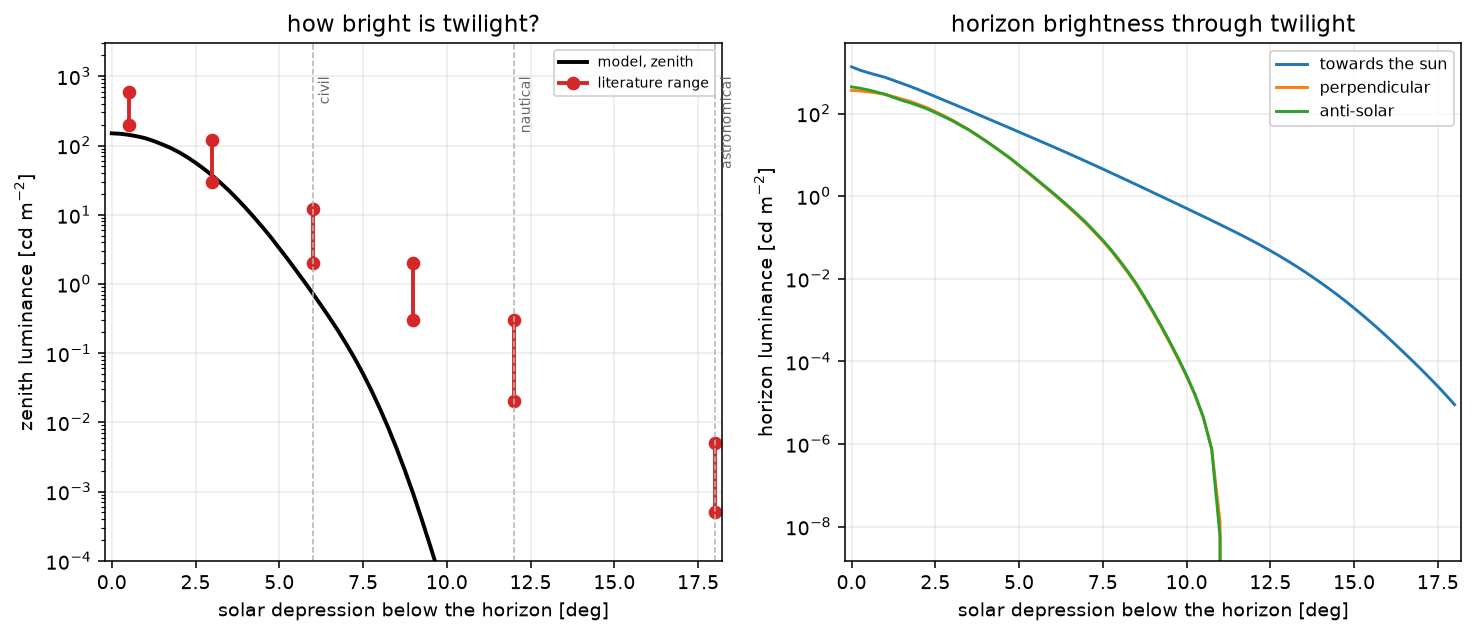 how bright is twilight?
model, zenith
literature range
civil
nautical
astronomical
zenith luminance [cd m⁻²]
10³
10²
10¹
10⁰
10⁻¹
10⁻²
10⁻³
10⁻⁴
0.0 2.5 5.0 7.5 10.0 12.5 15.0 17.5
solar depression below the horizon [deg]
horizon brightness through twilight
towards the sun
perpendicular
anti-solar
horizon luminance [cd m⁻²]
10²
10⁰
10⁻²
10⁻⁴
10⁻⁶
10⁻⁸
0.0 2.5 5.0 7.5 10.0 12.5 15.0 17.5
solar depression below the horizon [deg]